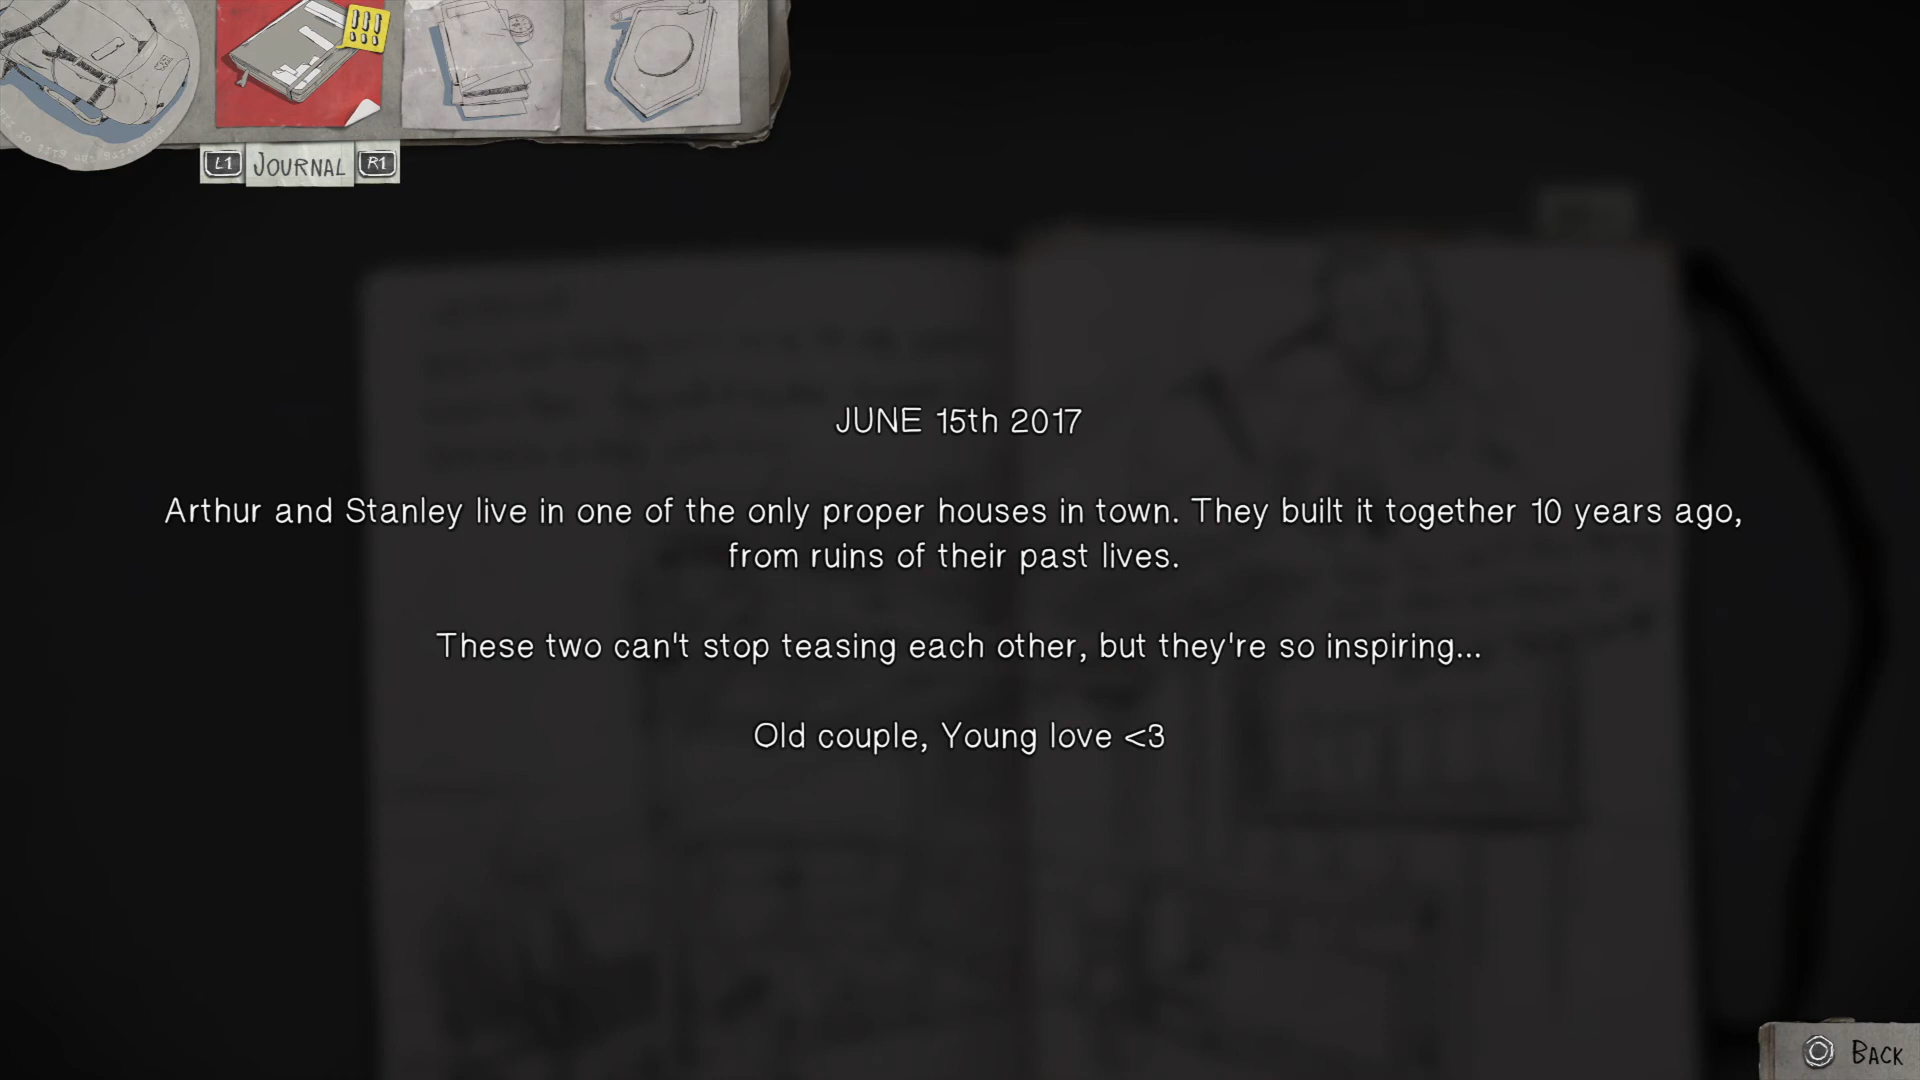 L1 JOURNAL R1
JUNE 15th 2017
Arthur and Stanley live in one of the only proper houses in town. They built it together 10 years ago,
from ruins of their past lives.
These two can't stop teasing each other, but they're so inspiring...
Old couple, Young love <3
BACK